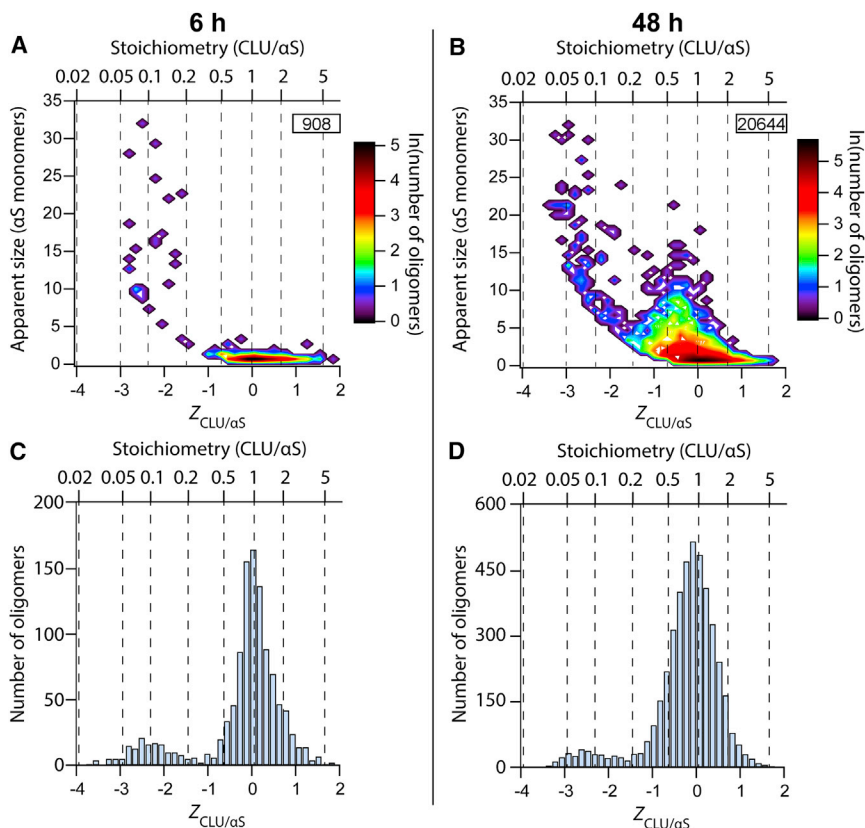 6 h
48 h
A
Stoichiometry (CLU/αS)
0.02 0.05 0.1 0.2 0.5 1 2 5
Apparent size (αS monomers)
35
30
25
20
15
10
5
0
908
5
4
3
2
1
0
ln(number of oligomers)
-4 -3 -2 -1 0 1 2
Z CLU/αS
B
Stoichiometry (CLU/αS)
0.02 0.05 0.1 0.2 0.5 1 2 5
Apparent size (αS monomers)
35
30
25
20
15
10
5
0
20644
5
4
3
2
1
0
ln(number of oligomers)
-4 -3 -2 -1 0 1 2
Z CLU/αS
C
Stoichiometry (CLU/αS)
0.02 0.05 0.1 0.2 0.5 1 2 5
Number of oligomers
200
150
100
50
0
-4 -3 -2 -1 0 1 2
Z CLU/αS
D
Stoichiometry (CLU/αS)
0.02 0.05 0.1 0.2 0.5 1 2 5
Number of oligomers
600
450
300
150
0
-4 -3 -2 -1 0 1 2
Z CLU/αS